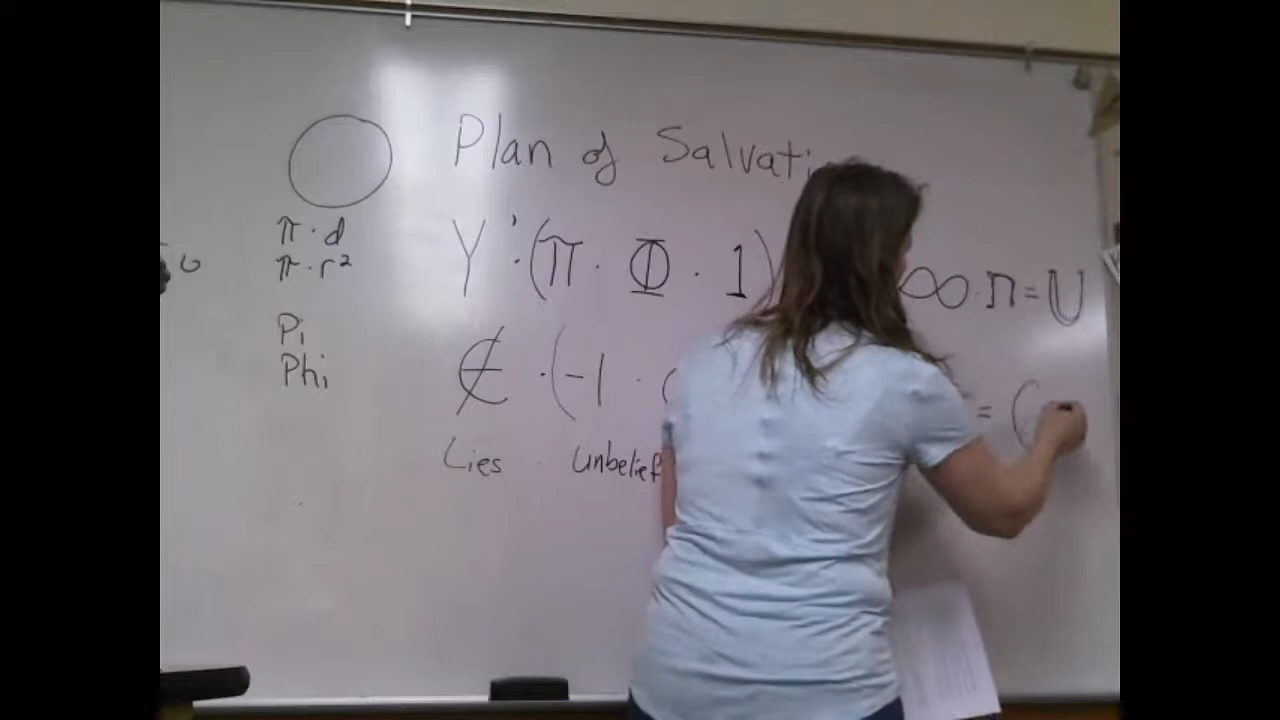 Plan of Salvati
π · d
π · r²
Y' · (π · Φ · 1) ∞ · п = U
Pi
Phi
∉ · (-1 · ( = (
Lies · Unbelief